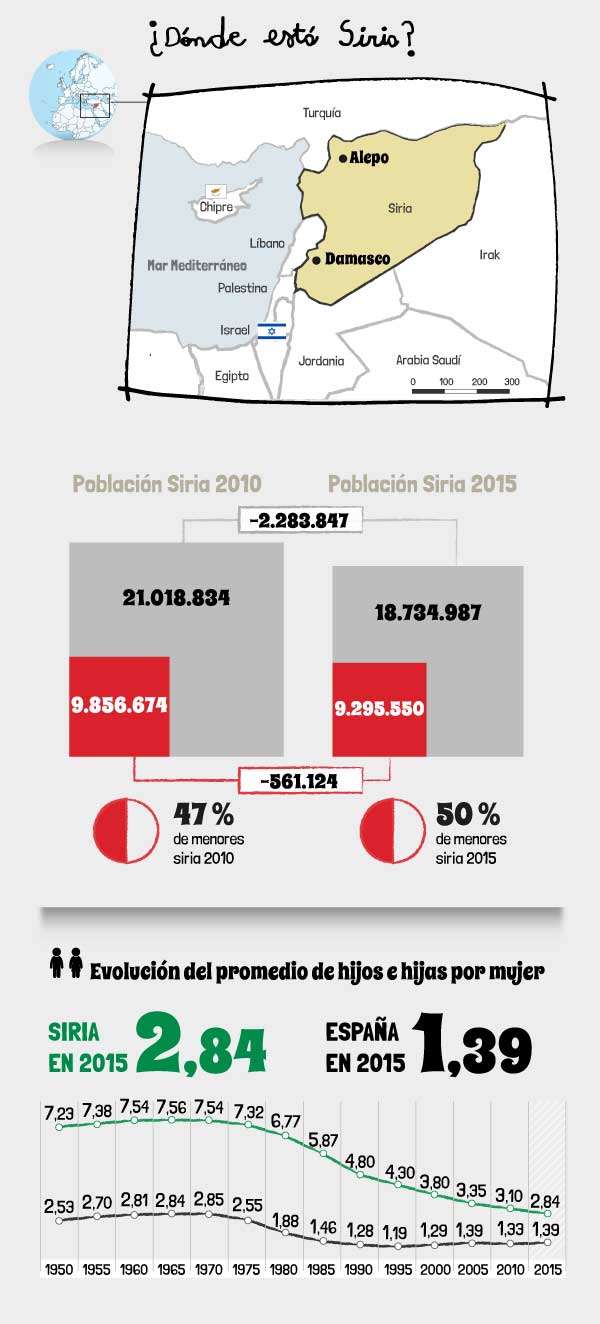 ¿Dónde está Siria?
Turquía
Alepo
Chipre
Siria
Líbano
Irak
Damasco
Mar Mediterráneo
Palestina
Israel
Jordania
Arabia Saudí
Egipto
0 100 200 300
Población Siria 2010
Población Siria 2015
-2.283.847
21.018.834
18.734.987
9.856.674
9.295.550
-561.124
47 %
de menores
siria 2010
50 %
de menores
siria 2015
Evolución del promedio de hijos e hijas por mujer
SIRIA
EN 2015
2,84
ESPAÑA
EN 2015
1,39
7,23 7,38 7,54 7,56 7,54 7,32 6,77 5,87 4,80 4,30 3,80 3,35 3,10 2,84
2,53 2,70 2,81 2,84 2,85 2,55 1,88 1,46 1,28 1,19 1,29 1,39 1,33 1,39
1950 1955 1960 1965 1970 1975 1980 1985 1990 1995 2000 2005 2010 2015